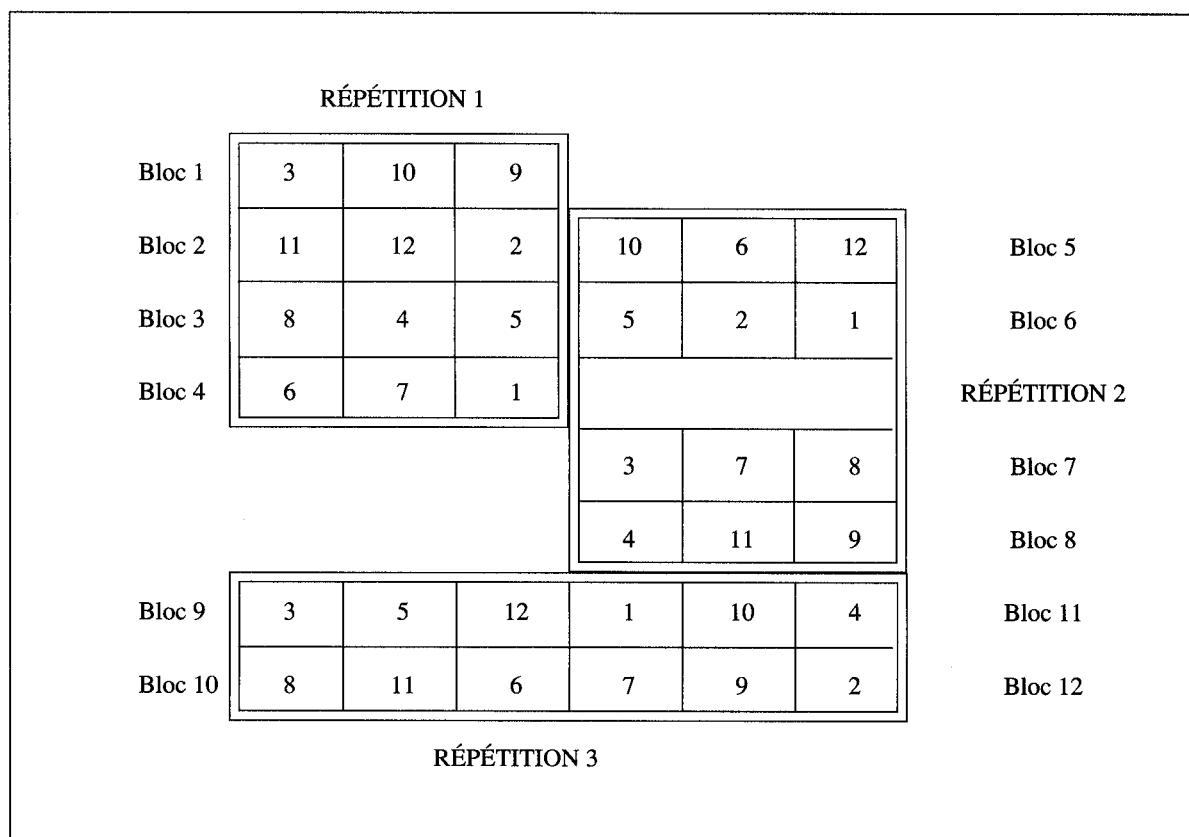 RÉPÉTITION 1
Bloc 1 3 10 9
Bloc 2 11 12 2 10 6 12 Bloc 5
Bloc 3 8 4 5 5 2 1 Bloc 6
Bloc 4 6 7 1 RÉPÉTITION 2
3 7 8 Bloc 7
4 11 9 Bloc 8
Bloc 9 3 5 12 1 10 4 Bloc 11
Bloc 10 8 11 6 7 9 2 Bloc 12
RÉPÉTITION 3